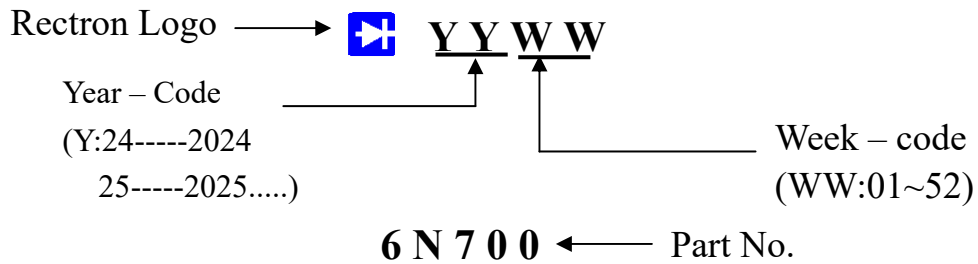 Rectron Logo Y Y W W
Year – Code
(Y:24-----2024
25-----2025.....)
Week – code
(WW:01~52)
6 N 7 0 0 Part No.